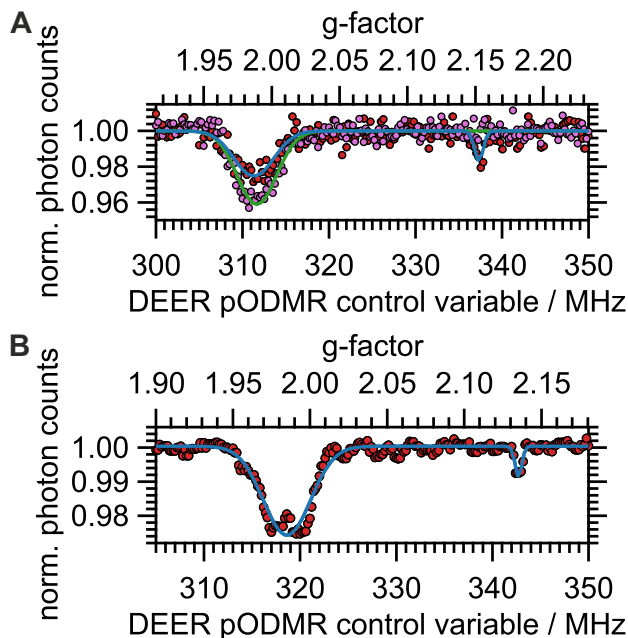 A
g-factor
1.95 2.00 2.05 2.10 2.15 2.20
norm. photon counts
1.00
0.98
0.96
300 310 320 330 340 350
DEER pODMR control variable / MHz
B
g-factor
1.90 1.95 2.00 2.05 2.10 2.15
norm. photon counts
1.00
0.99
0.98
310 320 330 340 350
DEER pODMR control variable / MHz